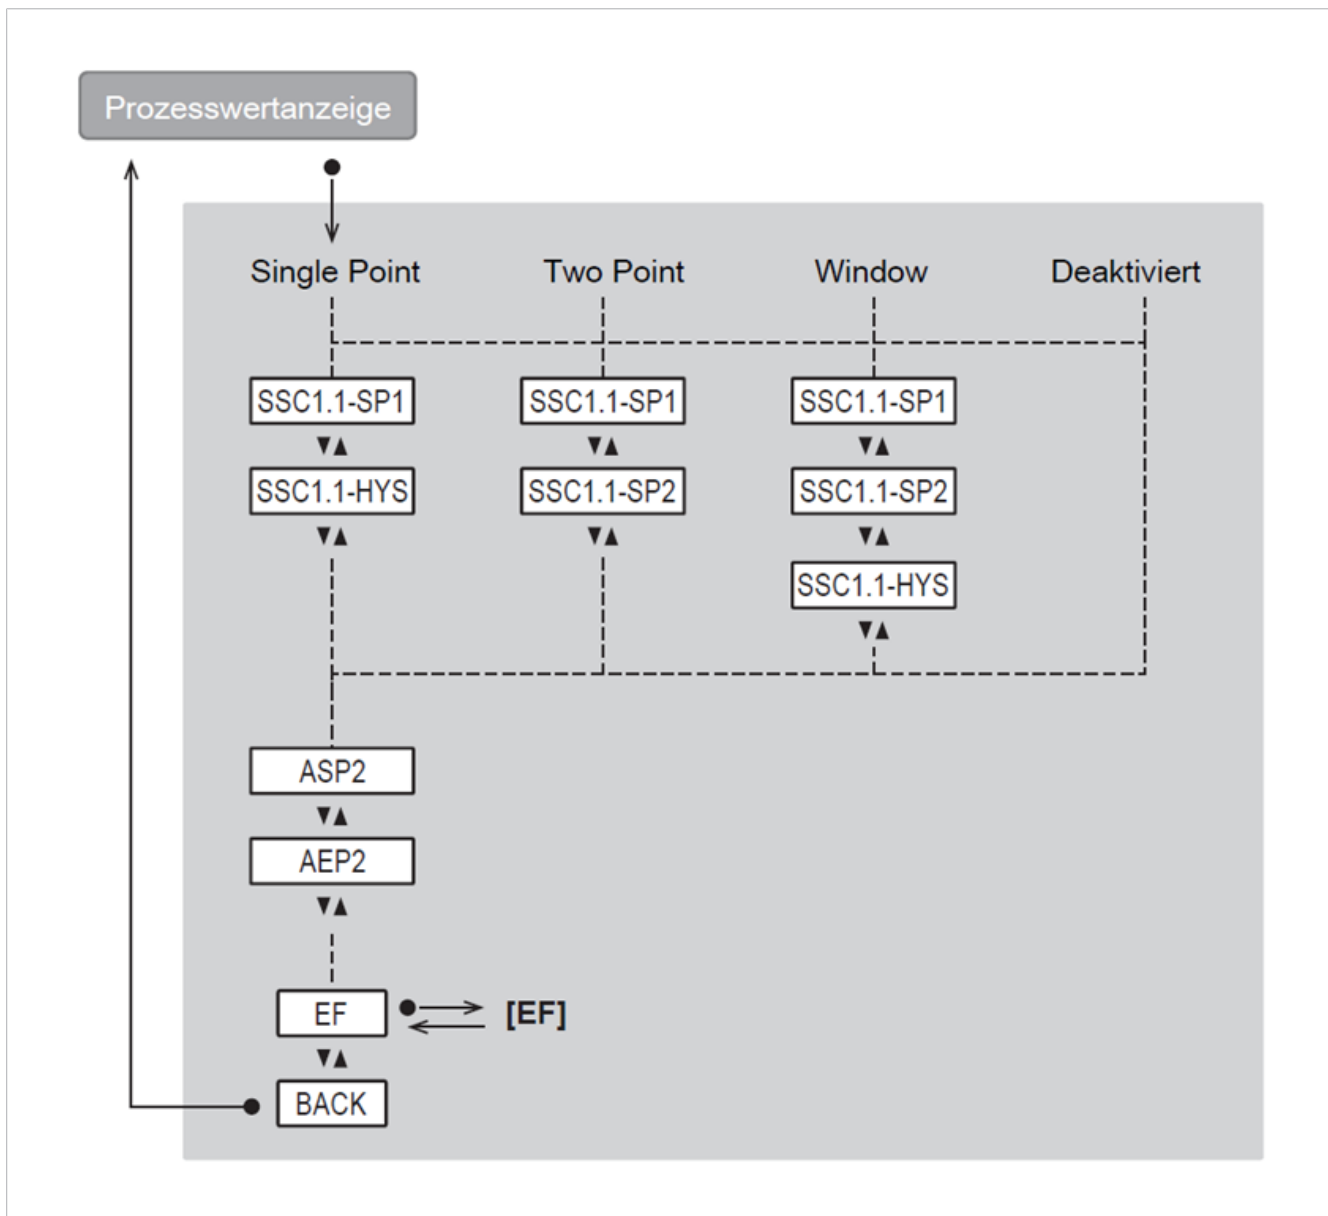 Prozesswertanzeige
Single Point Two Point Window Deaktiviert
SSC1.1-SP1 SSC1.1-SP1 SSC1.1-SP1
SSC1.1-HYS SSC1.1-SP2 SSC1.1-SP2
SSC1.1-HYS
ASP2
AEP2
EF [EF]
BACK